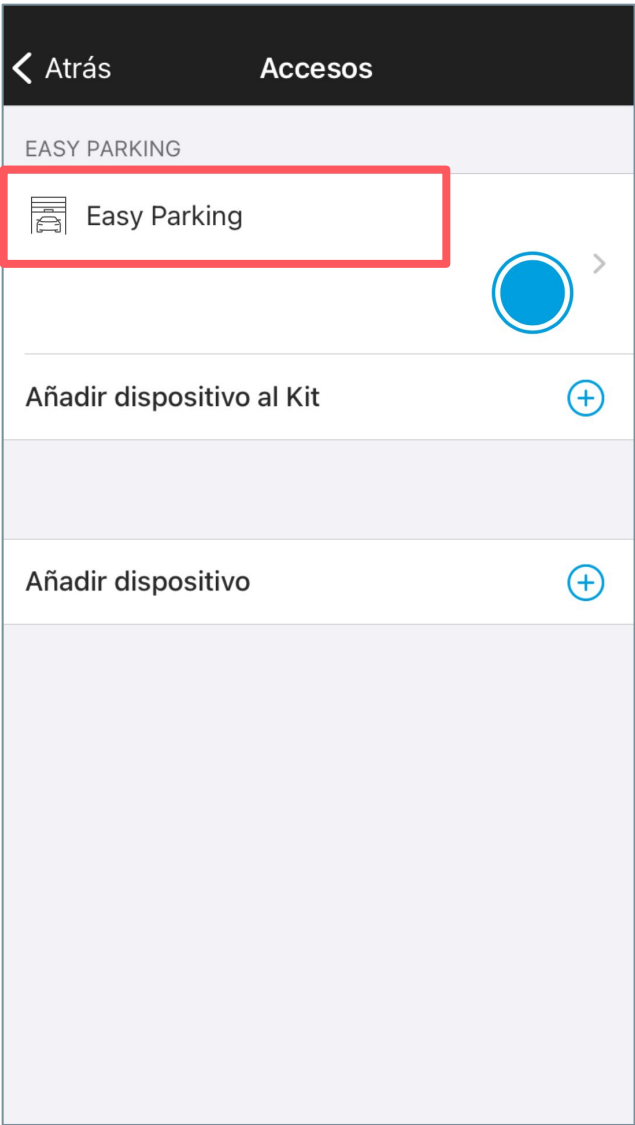 Atrás
Accesos
EASY PARKING
Easy Parking
Añadir dispositivo al Kit
Añadir dispositivo